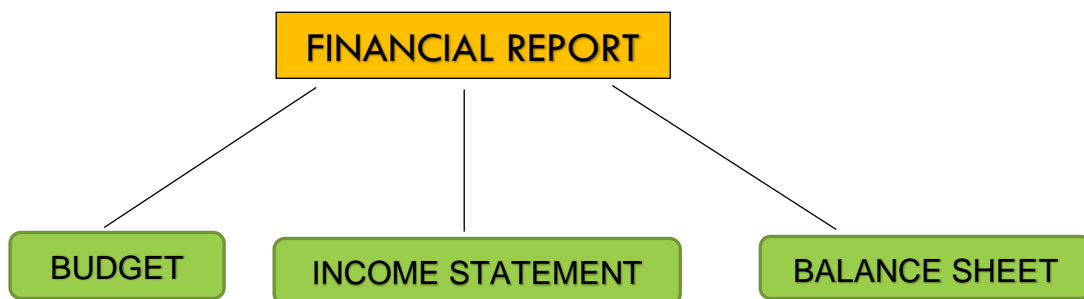 FINANCIAL REPORT
BUDGET
INCOME STATEMENT
BALANCE SHEET